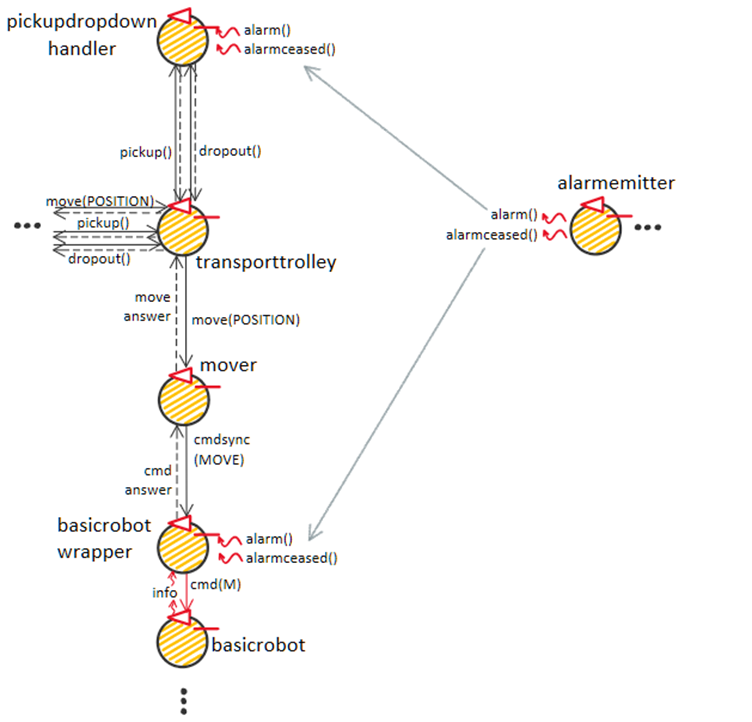 pickupdropdown
handler
alarm()
alarmceased()
pickup()
dropout()
move(POSITION)
pickup()
dropout()
transporttrolley
alarmemitter
alarm()
alarmceased()
move
answer
move(POSITION)
mover
cmdsync
(MOVE)
cmd
answer
basicrobot
wrapper
alarm()
alarmceased()
info
cmd(M)
basicrobot